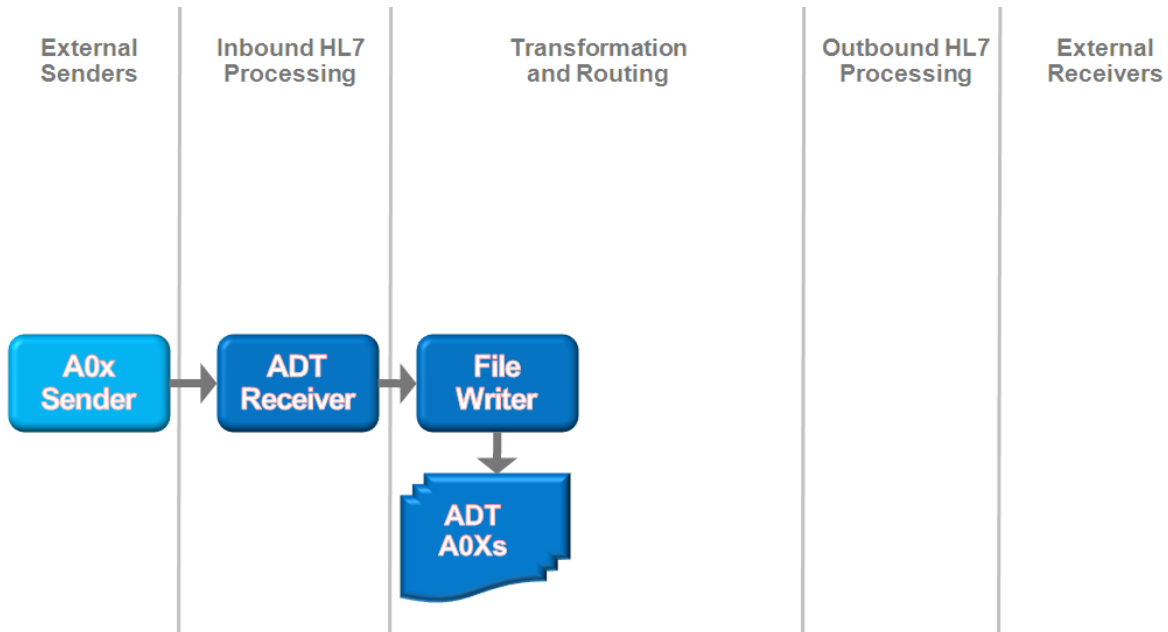 External
Senders
Inbound HL7
Processing
Transformation
and Routing
Outbound HL7
Processing
External
Receivers
A0x
Sender
ADT
Receiver
File
Writer
ADT
A0Xs